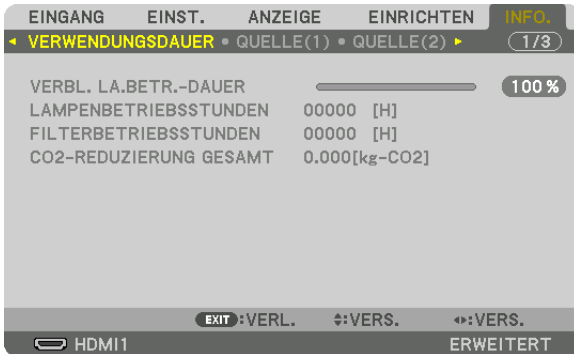 EINGANG EINST. ANZEIGE EINRICHTEN INFO.
VERWENDUNGSDAUER • QUELLE(1) • QUELLE(2) 1/3
VERBL. LA.BETR.-DAUER 100 %
LAMPENBETRIEBSSTUNDEN 00000 [H]
FILTERBETRIEBSSTUNDEN 00000 [H]
CO2-REDUZIERUNG GESAMT 0.000[kg-CO2]
EXIT :VERL. :VERS. :VERS.
HDMI1 ERWEITERT